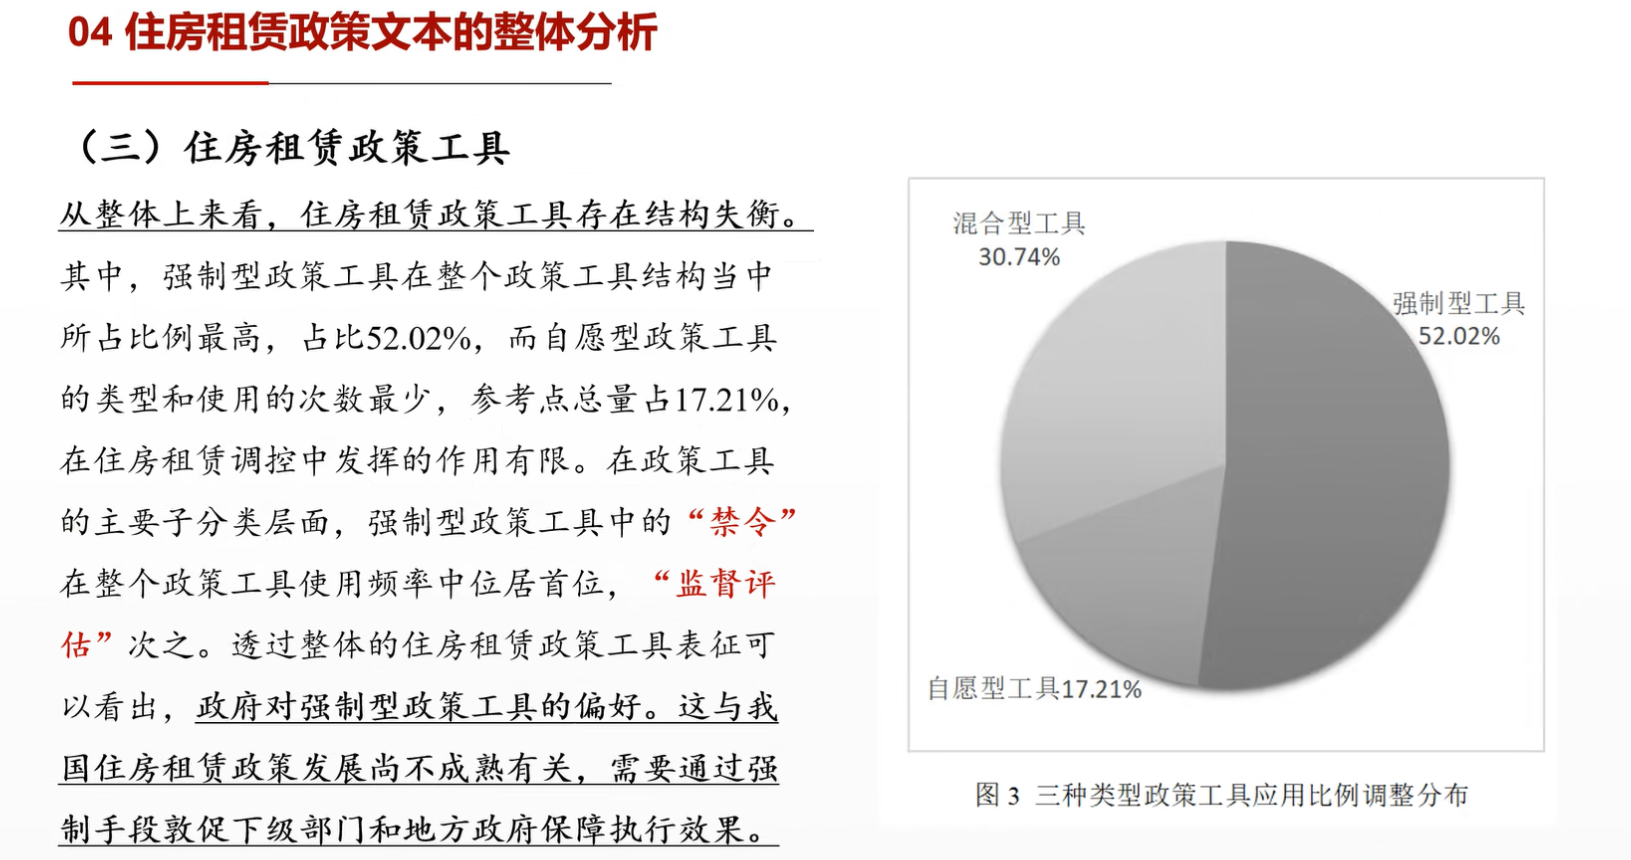 04 住房租赁政策文本的整体分析
（三）住房租赁政策工具
从整体上来看，住房租赁政策工具存在结构失衡。
其中，强制型政策工具在整个政策工具结构当中
所占比例最高，占比52.02%，而自愿型政策工具
的类型和使用的次数最少，参考点总量占17.21%，
在住房租赁调控中发挥的作用有限。在政策工具
的主要子分类层面，强制型政策工具中的“禁令”
在整个政策工具使用频率中位居首位，“监督评
估”次之。透过整体的住房租赁政策工具表征可
以看出，政府对强制型政策工具的偏好。这与我
国住房租赁政策发展尚不成熟有关，需要通过强
制手段敦促下级部门和地方政府保障执行效果。
混合型工具
30.74%
强制型工具
52.02%
自愿型工具17.21%
图 3 三种类型政策工具应用比例调整分布